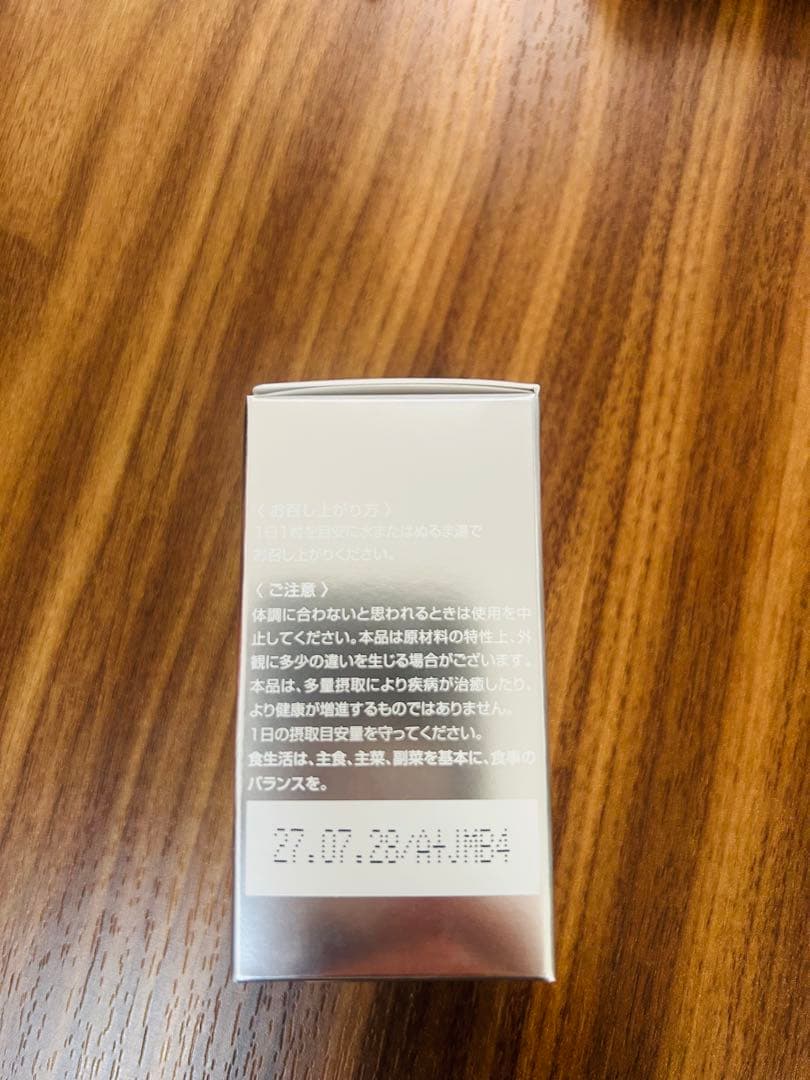 〈 お召し上がり方 〉
1日1粒を目安に水またはぬるま湯で
お召し上がりください。
〈 ご注意 〉
体調に合わないと思われるときは使用を中
止してください。本品は原材料の特性上、外
観に多少の違いを生じる場合がございます。
本品は、多量摂取により疾病が治癒したり、
より健康が増進するものではありません。
1日の摂取目安量を守ってください。
食生活は、主食、主菜、副菜を基本に、食事の
バランスを。
27.07.28/A+JMB4